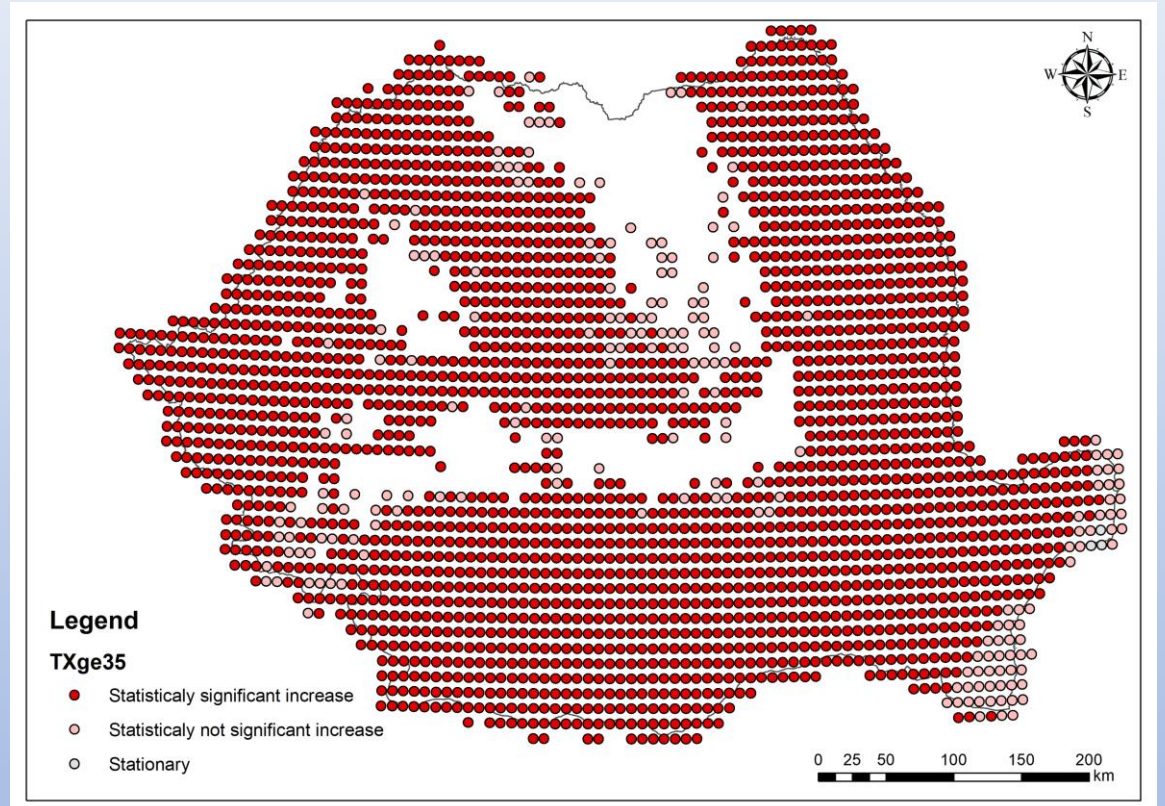 N
W E
S
Legend
TXge35
Statisticaly significant increase
Statisticaly not significant increase
Stationary
0 25 50 100 150 200
km